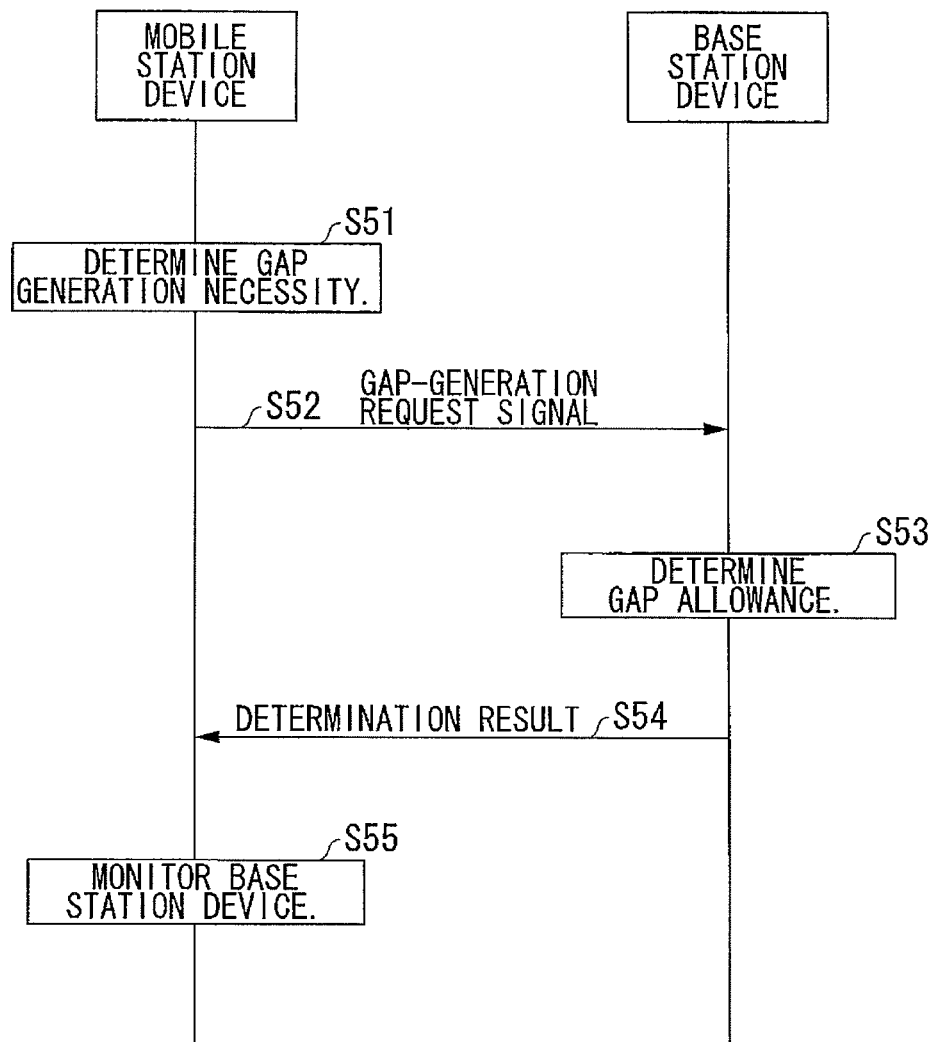 MOBILE
STATION
DEVICE
BASE
STATION
DEVICE
S51
DETERMINE GAP
GENERATION NECESSITY.
S52
GAP-GENERATION
REQUEST SIGNAL
S53
DETERMINE
GAP ALLOWANCE.
DETERMINATION RESULT
S54
S55
MONITOR BASE
STATION DEVICE.